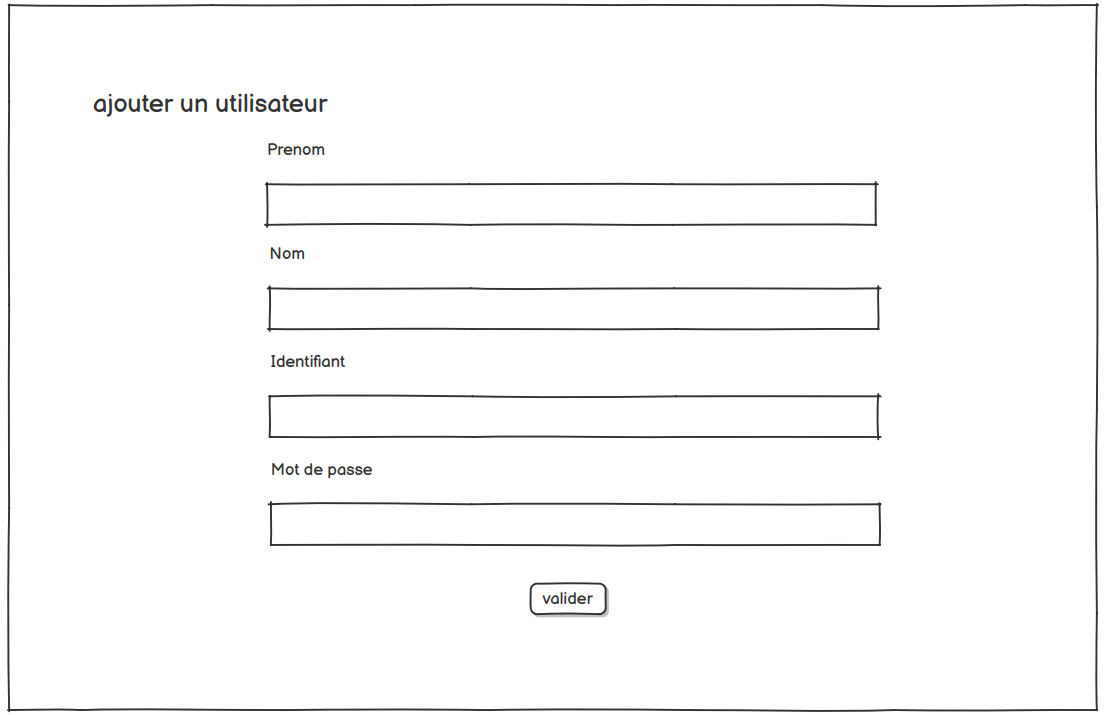 ajouter un utilisateur
Prenom
Nom
Identifiant
Mot de passe
valider